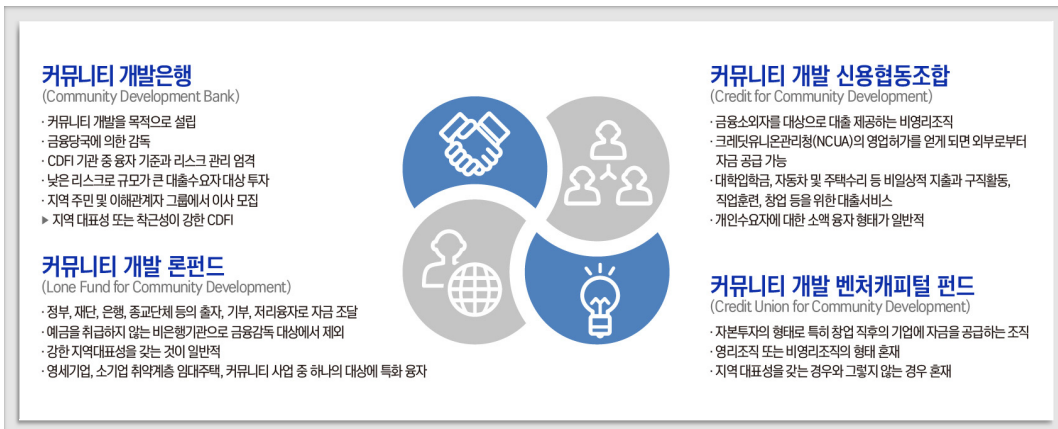 커뮤니티 개발은행
(Community Development Bank)
· 커뮤니티 개발을 목적으로 설립
· 금융당국에 의한 감독
· CDFI 기관 중 융자 기준과 리스크 관리 엄격
· 낮은 리스크로 규모가 큰 대출수요자 대상 투자
· 지역 주민 및 이해관계자 그룹에서 이사 모집
▶ 지역 대표성 또는 착근성이 강한 CDFI
커뮤니티 개발 론펀드
(Lone Fund for Community Development)
· 정부, 재단, 은행, 종교단체 등의 출자, 기부, 저리융자로 자금 조달
· 예금을 취급하지 않는 비은행기관으로 금융감독 대상에서 제외
· 강한 지역대표성을 갖는 것이 일반적
· 영세기업, 소기업 취약계층 임대주택, 커뮤니티 사업 중 하나의 대상에 특화 융자
커뮤니티 개발 신용협동조합
(Credit for Community Development)
· 금융소외자를 대상으로 대출 제공하는 비영리조직
· 크레딧유니온관리청(NCUA)의 영업허가를 얻게 되면 외부로부터
자금 공급 가능
· 대학입학금, 자동차 및 주택수리 등 비일상적 지출과 구직활동,
직업훈련, 창업 등을 위한 대출서비스
· 개인수요자에 대한 소액 융자 형태가 일반적
커뮤니티 개발 벤처캐피털 펀드
(Credit Union for Community Development)
· 자본투자의 형태로 특히 창업 직후의 기업에 자금을 공급하는 조직
· 영리조직 또는 비영리조직의 형태 혼재
· 지역 대표성을 갖는 경우와 그렇지 않는 경우 혼재